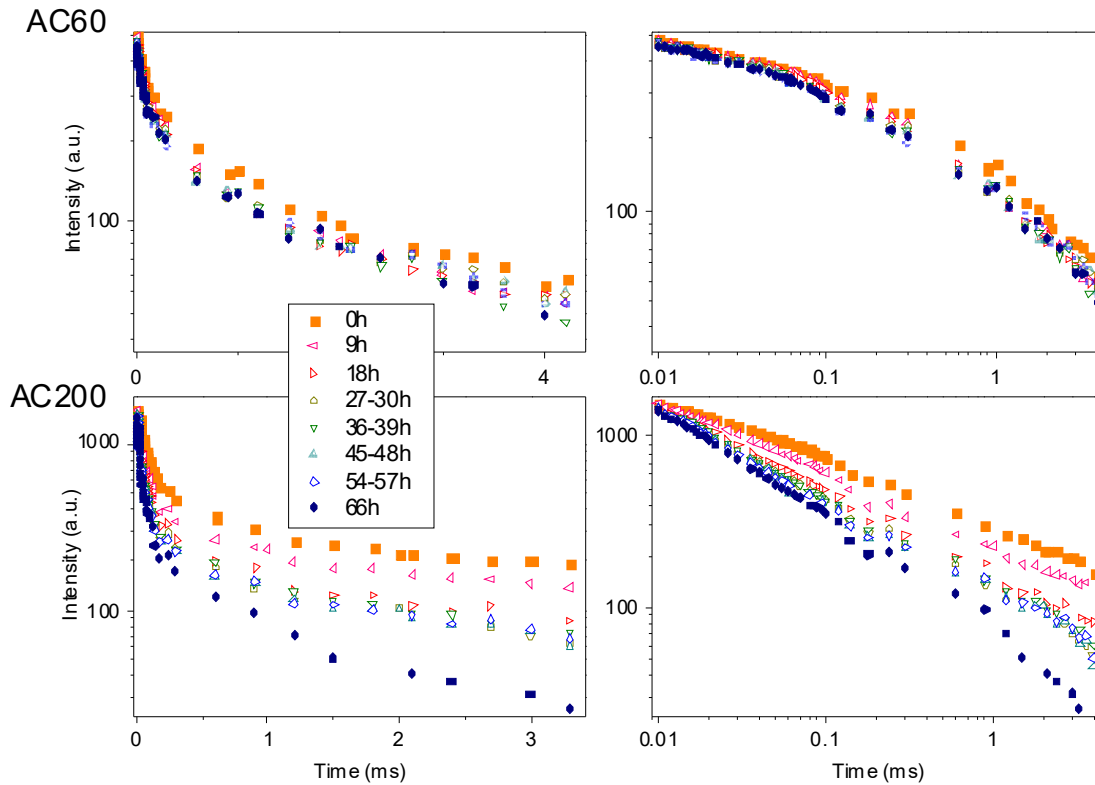 AC60
Intensity (a.u.)
100
100
0
4
0.01
0.1
1
0h
9h
18h
27-30h
36-39h
45-48h
54-57h
66h
AC200
Intensity (a.u.)
1000
100
1000
100
0
1
2
3
0.01
0.1
1
Time (ms)
Time (ms)